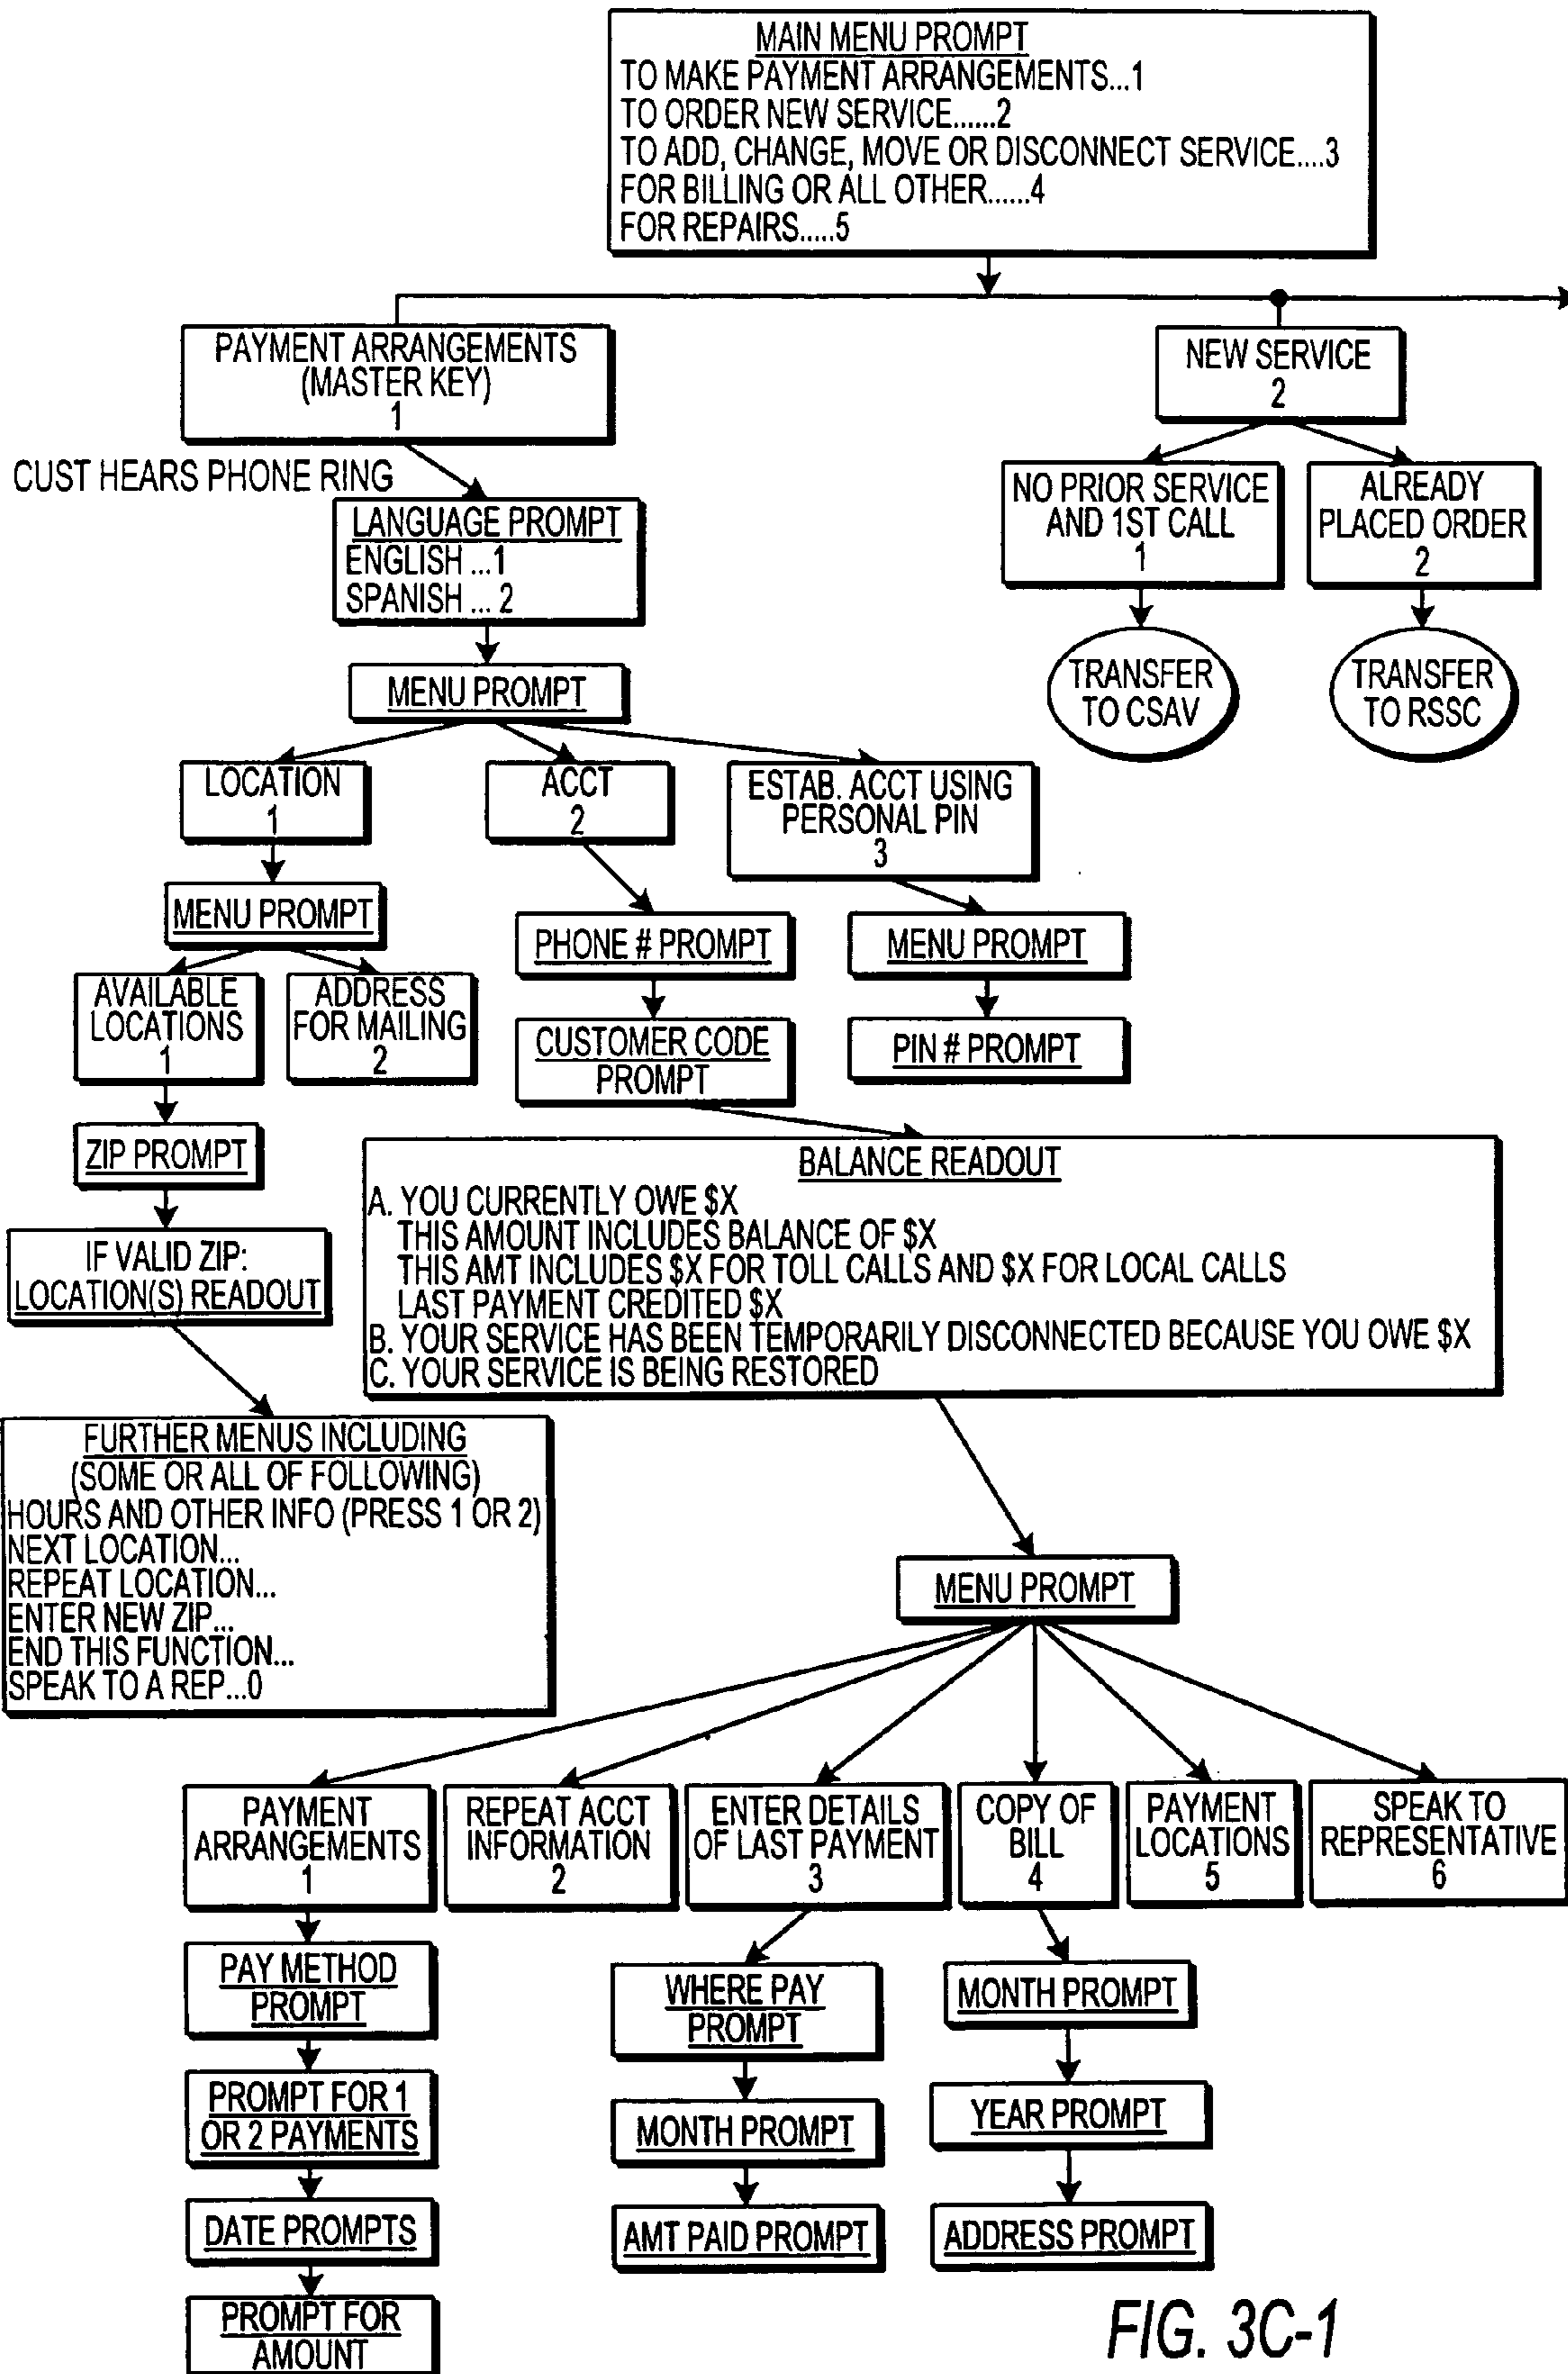 MAIN MENU PROMPT
TO MAKE PAYMENT ARRANGEMENTS...1
TO ORDER NEW SERVICE......2
TO ADD, CHANGE, MOVE OR DISCONNECT SERVICE....3
FOR BILLING OR ALL OTHER......4
FOR REPAIRS.....5
PAYMENT ARRANGEMENTS
(MASTER KEY)
1
NEW SERVICE
2
CUST HEARS PHONE RING
LANGUAGE PROMPT
ENGLISH ...1
SPANISH ... 2
NO PRIOR SERVICE
AND 1ST CALL
1
ALREADY
PLACED ORDER
2
MENU PROMPT
TRANSFER
TO CSAV
TRANSFER
TO RSSC
LOCATION
1
ACCT
2
ESTAB. ACCT USING
PERSONAL PIN
3
MENU PROMPT
PHONE # PROMPT
MENU PROMPT
AVAILABLE
LOCATIONS
1
ADDRESS
FOR MAILING
2
CUSTOMER CODE
PROMPT
PIN # PROMPT
ZIP PROMPT
IF VALID ZIP:
LOCATION(S) READOUT
BALANCE READOUT
A. YOU CURRENTLY OWE $X
THIS AMOUNT INCLUDES BALANCE OF $X
THIS AMT INCLUDES $X FOR TOLL CALLS AND $X FOR LOCAL CALLS
LAST PAYMENT CREDITED $X
B. YOUR SERVICE HAS BEEN TEMPORARILY DISCONNECTED BECAUSE YOU OWE $X
C. YOUR SERVICE IS BEING RESTORED
FURTHER MENUS INCLUDING
(SOME OR ALL OF FOLLOWING)
HOURS AND OTHER INFO (PRESS 1 OR 2)
NEXT LOCATION...
REPEAT LOCATION...
ENTER NEW ZIP...
END THIS FUNCTION...
SPEAK TO A REP...0
MENU PROMPT
PAYMENT
ARRANGEMENTS
1
REPEAT ACCT
INFORMATION
2
ENTER DETAILS
OF LAST PAYMENT
3
COPY OF
BILL
4
PAYMENT
LOCATIONS
5
SPEAK TO
REPRESENTATIVE
6
PAY METHOD
PROMPT
WHERE PAY
PROMPT
MONTH PROMPT
PROMPT FOR 1
OR 2 PAYMENTS
MONTH PROMPT
YEAR PROMPT
DATE PROMPTS
AMT PAID PROMPT
ADDRESS PROMPT
PROMPT FOR
AMOUNT
FIG. 3C-1